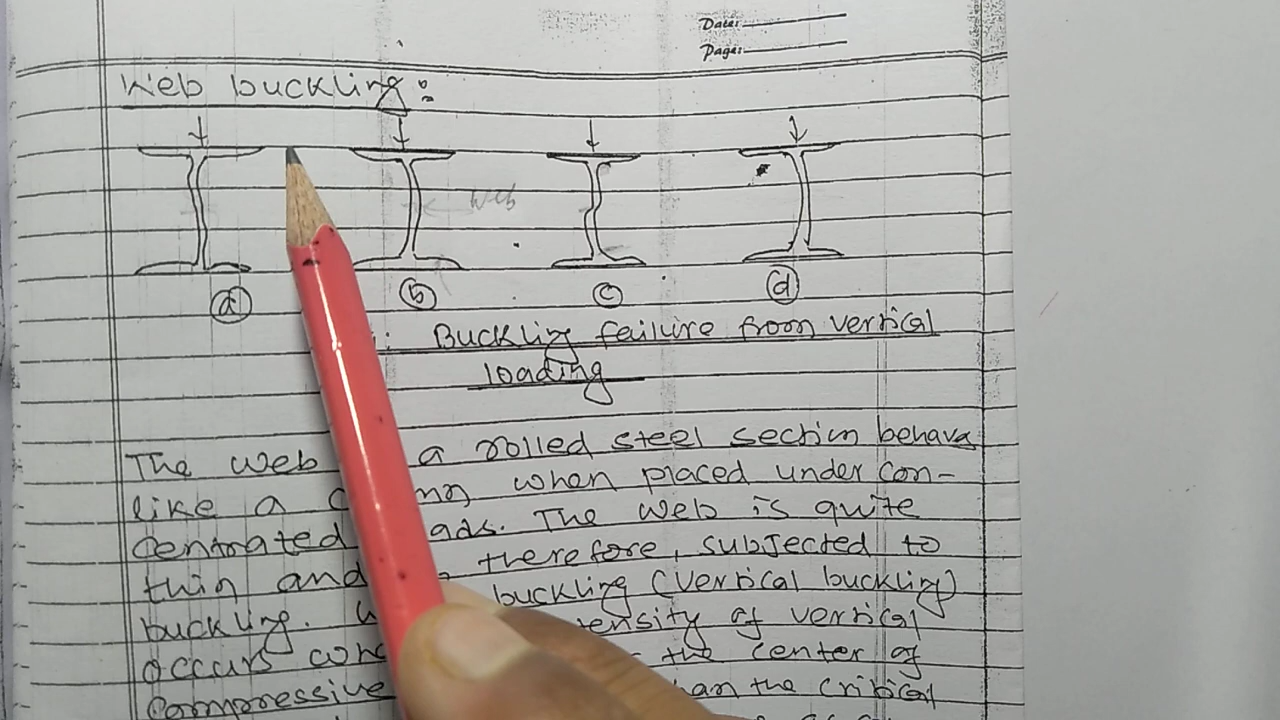 Date:
Page:
Web buckling:
web
a b c d
Buckling failure from vertical
loading
The web a rolled steel section behava
like a when placed under con-
centrated ads. The web is quite
thin and therefore, subjected to
buckling. buckling (vertical buckling)
occurs tensity of vertical
compressive the center of
than the critical